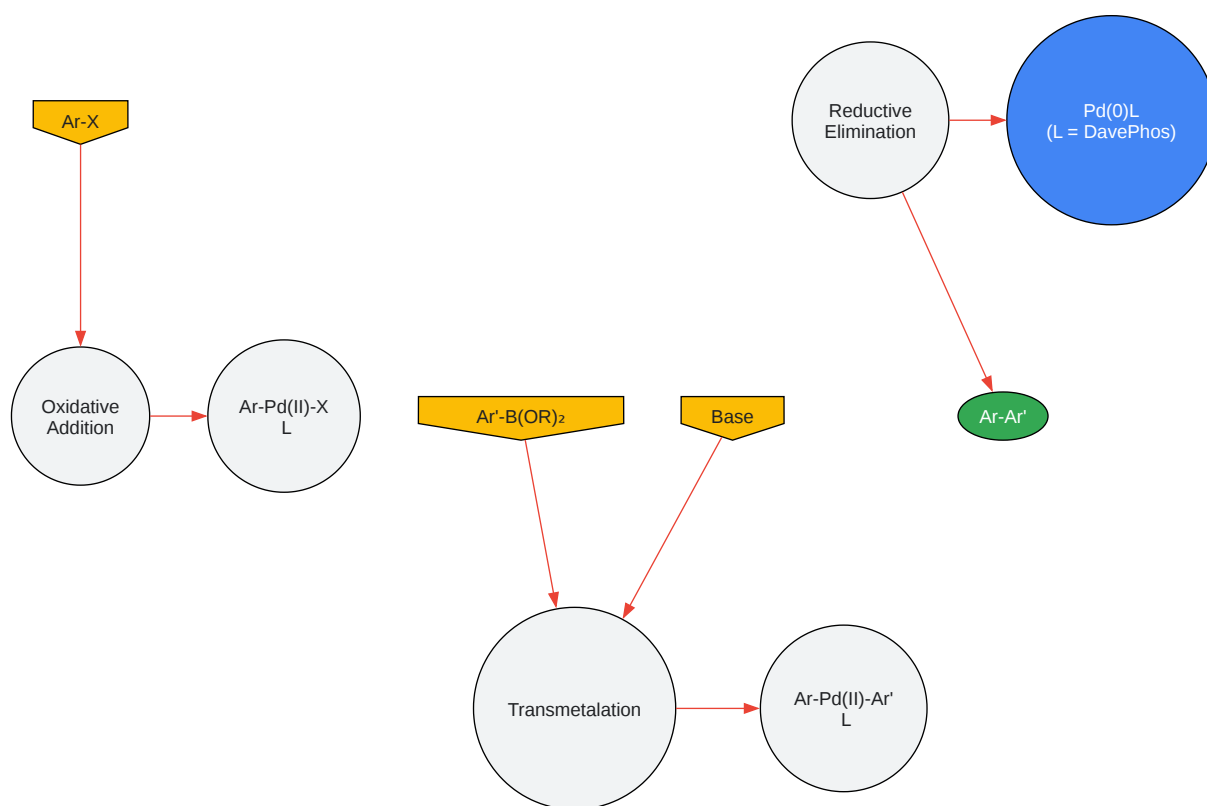 Reductive
Elimination
Pd(0)L
(L = DavePhos)
Ar-X
Oxidative
Addition
Ar-Pd(II)-X
L
Ar'-B(OR)₂
Base
Ar-Ar'
Transmetalation
Ar-Pd(II)-Ar'
L